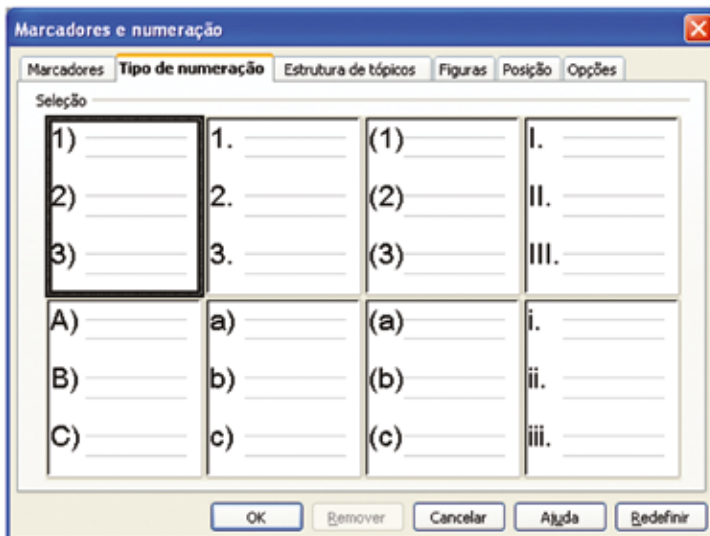 Marcadores e numeração
Marcadores Tipo de numeração Estrutura de tópicos Figuras Posição Opções
Seleção
1) 1. (1) I.
2) 2. (2) II.
3) 3. (3) III.
A) a) (a) i.
B) b) (b) ii.
C) c) (c) iii.
OK Remover Cancelar Ajuda Redefinir